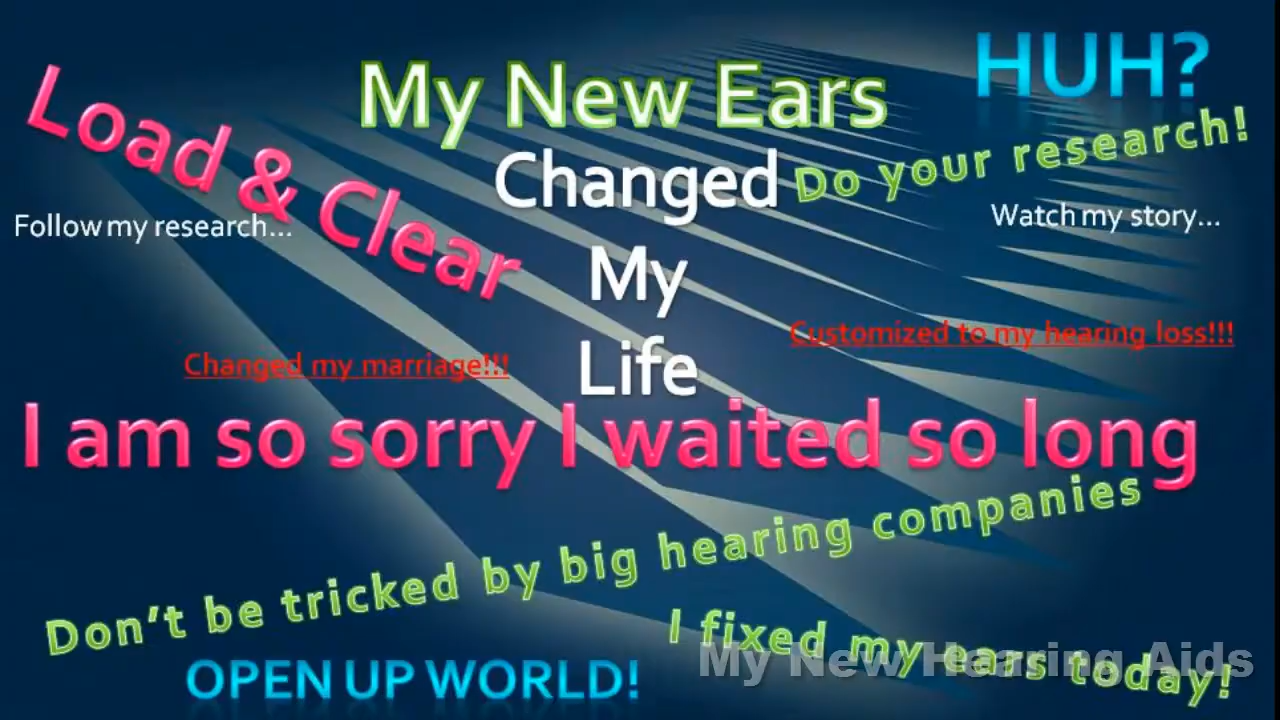 HUH?
My New Ears
Load & Clear
Do your research!
Changed
Follow my research...
Watch my story...
My
Customized to my hearing loss!!!
Changed my marriage!!!
Life
I am so sorry I waited so long
Don't be tricked by big hearing companies
I fixed my ears today!
My New Hearing Aids
OPEN UP WORLD!